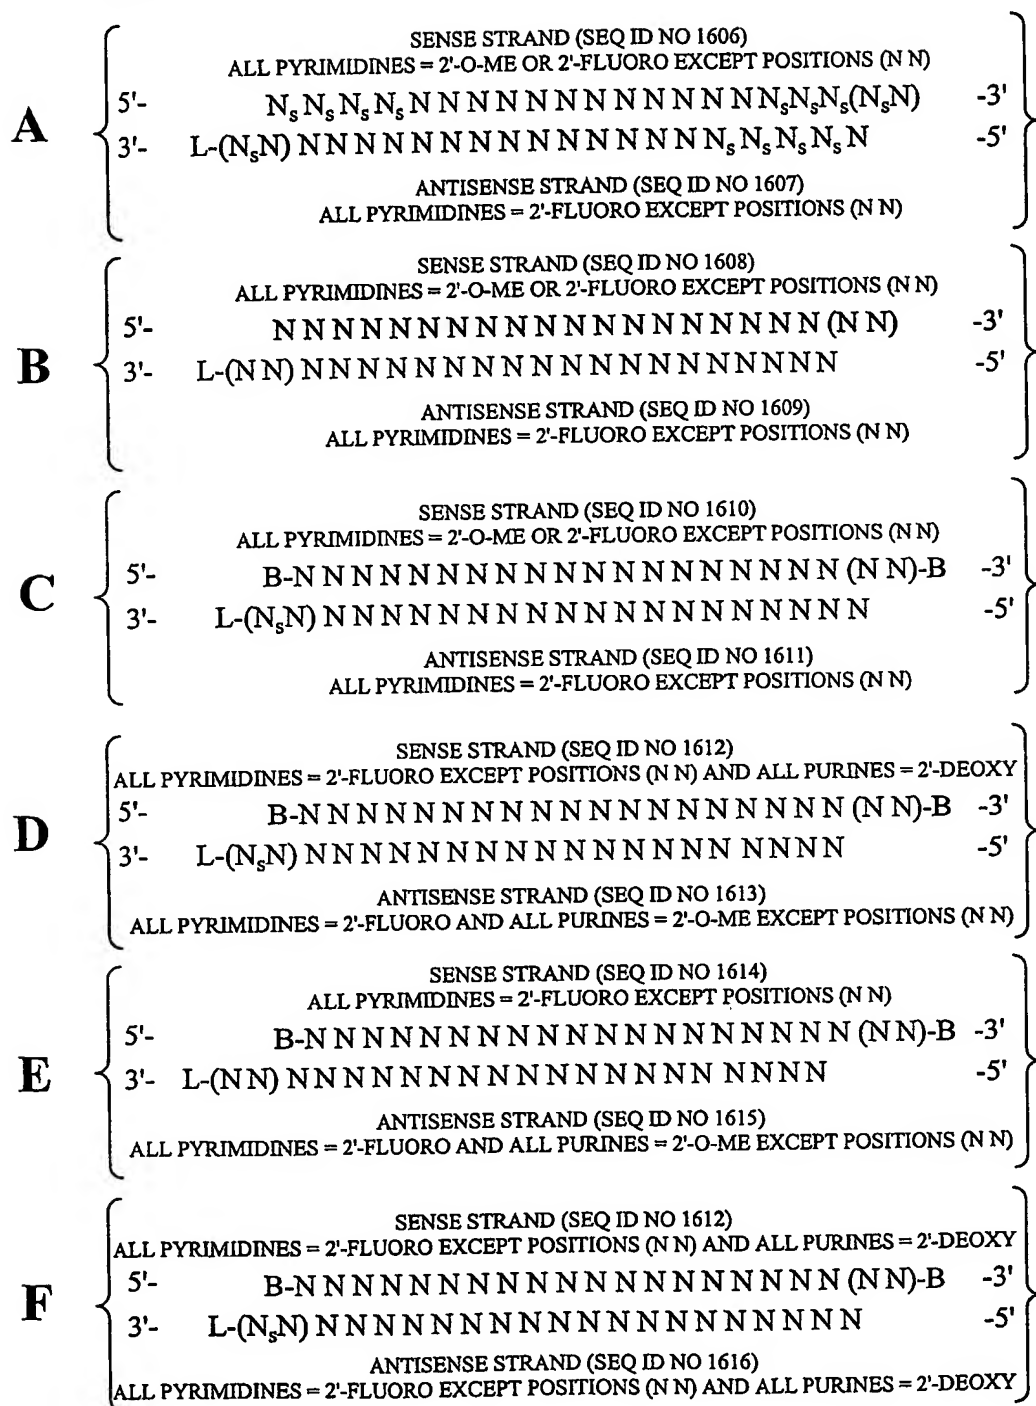 A
SENSE STRAND (SEQ ID NO 1606)
ALL PYRIMIDINES = 2'-O-ME OR 2'-FLUORO EXCEPT POSITIONS (N N)
5'- NsNsNsNsN N N N N N N N N N N N NsNsNs(NsN) -3'
3'- L-(NsN) N N N N N N N N N N N N N N NsNsNsNsN -5'
ANTISENSE STRAND (SEQ ID NO 1607)
ALL PYRIMIDINES = 2'-FLUORO EXCEPT POSITIONS (N N)
B
SENSE STRAND (SEQ ID NO 1608)
ALL PYRIMIDINES = 2'-O-ME OR 2'-FLUORO EXCEPT POSITIONS (N N)
5'- N N N N N N N N N N N N N N N N N N N (N N) -3'
3'- L-(N N) N N N N N N N N N N N N N N N N N N N -5'
ANTISENSE STRAND (SEQ ID NO 1609)
ALL PYRIMIDINES = 2'-FLUORO EXCEPT POSITIONS (N N)
C
SENSE STRAND (SEQ ID NO 1610)
ALL PYRIMIDINES = 2'-O-ME OR 2'-FLUORO EXCEPT POSITIONS (N N)
5'- B-N N N N N N N N N N N N N N N N N N N (N N)-B -3'
3'- L-(NsN) N N N N N N N N N N N N N N N N N N N -5'
ANTISENSE STRAND (SEQ ID NO 1611)
ALL PYRIMIDINES = 2'-FLUORO EXCEPT POSITIONS (N N)
D
SENSE STRAND (SEQ ID NO 1612)
ALL PYRIMIDINES = 2'-FLUORO EXCEPT POSITIONS (N N) AND ALL PURINES = 2'-DEOXY
5'- B-N N N N N N N N N N N N N N N N N N N (N N)-B -3'
3'- L-(NsN) N N N N N N N N N N N N N N N N N N N -5'
ANTISENSE STRAND (SEQ ID NO 1613)
ALL PYRIMIDINES = 2'-FLUORO AND ALL PURINES = 2'-O-ME EXCEPT POSITIONS (N N)
E
SENSE STRAND (SEQ ID NO 1614)
ALL PYRIMIDINES = 2'-FLUORO EXCEPT POSITIONS (N N)
5'- B-N N N N N N N N N N N N N N N N N N N (N N)-B -3'
3'- L-(N N) N N N N N N N N N N N N N N N N N N N -5'
ANTISENSE STRAND (SEQ ID NO 1615)
ALL PYRIMIDINES = 2'-FLUORO AND ALL PURINES = 2'-O-ME EXCEPT POSITIONS (N N)
F
SENSE STRAND (SEQ ID NO 1612)
ALL PYRIMIDINES = 2'-FLUORO EXCEPT POSITIONS (N N) AND ALL PURINES = 2'-DEOXY
5'- B-N N N N N N N N N N N N N N N N N N N (N N)-B -3'
3'- L-(NsN) N N N N N N N N N N N N N N N N N N N -5'
ANTISENSE STRAND (SEQ ID NO 1616)
ALL PYRIMIDINES = 2'-FLUORO EXCEPT POSITIONS (N N) AND ALL PURINES = 2'-DEOXY